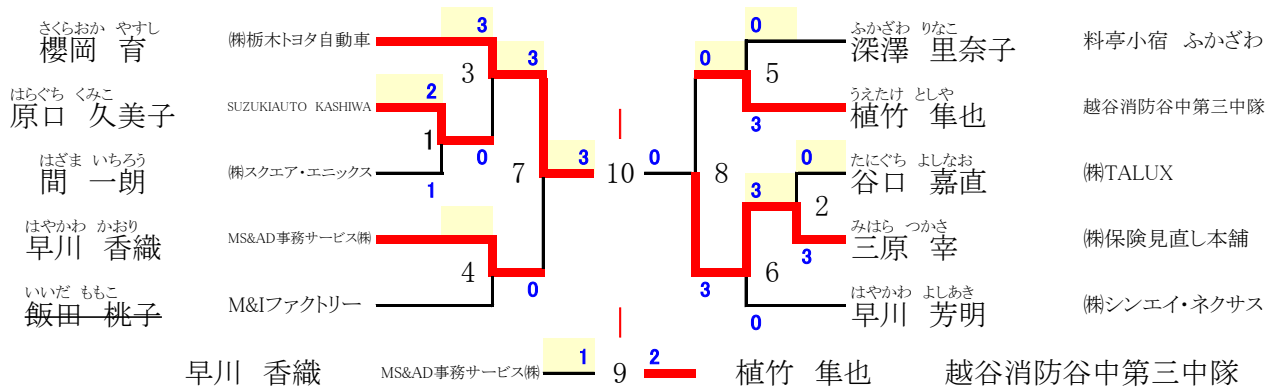 さくらおか やすし
櫻岡 育 ㈱栃木トヨタ自動車 3
3
3
はらぐち くみこ
原口 久美子 SUZUKIAUTO KASHIWA 2
1
0
はざま いちろう
間 一朗 ㈱スクエア・エニックス 1
7 3 10 0
はやかわ かおり
早川 香織 MS&AD事務サービス㈱
4
0
いいだ ももこ
飯田 桃子 M&Iファクトリー
0 ふかざわ りなこ
深澤 里奈子 料亭小宿 ふかざわ
0 5
うえたけ としや
植竹 隼也 越谷消防谷中第三中隊
3
8
0 たにぐち よしなお
谷口 嘉直 ㈱TALUX
3 2
みはら つかさ
三原 宰 ㈱保険見直し本舗
3
3 6
はやかわ よしあき
早川 芳明 ㈱シンエイ・ネクサス
0
早川 香織 MS&AD事務サービス㈱ 1 9 2 植竹 隼也 越谷消防谷中第三中隊